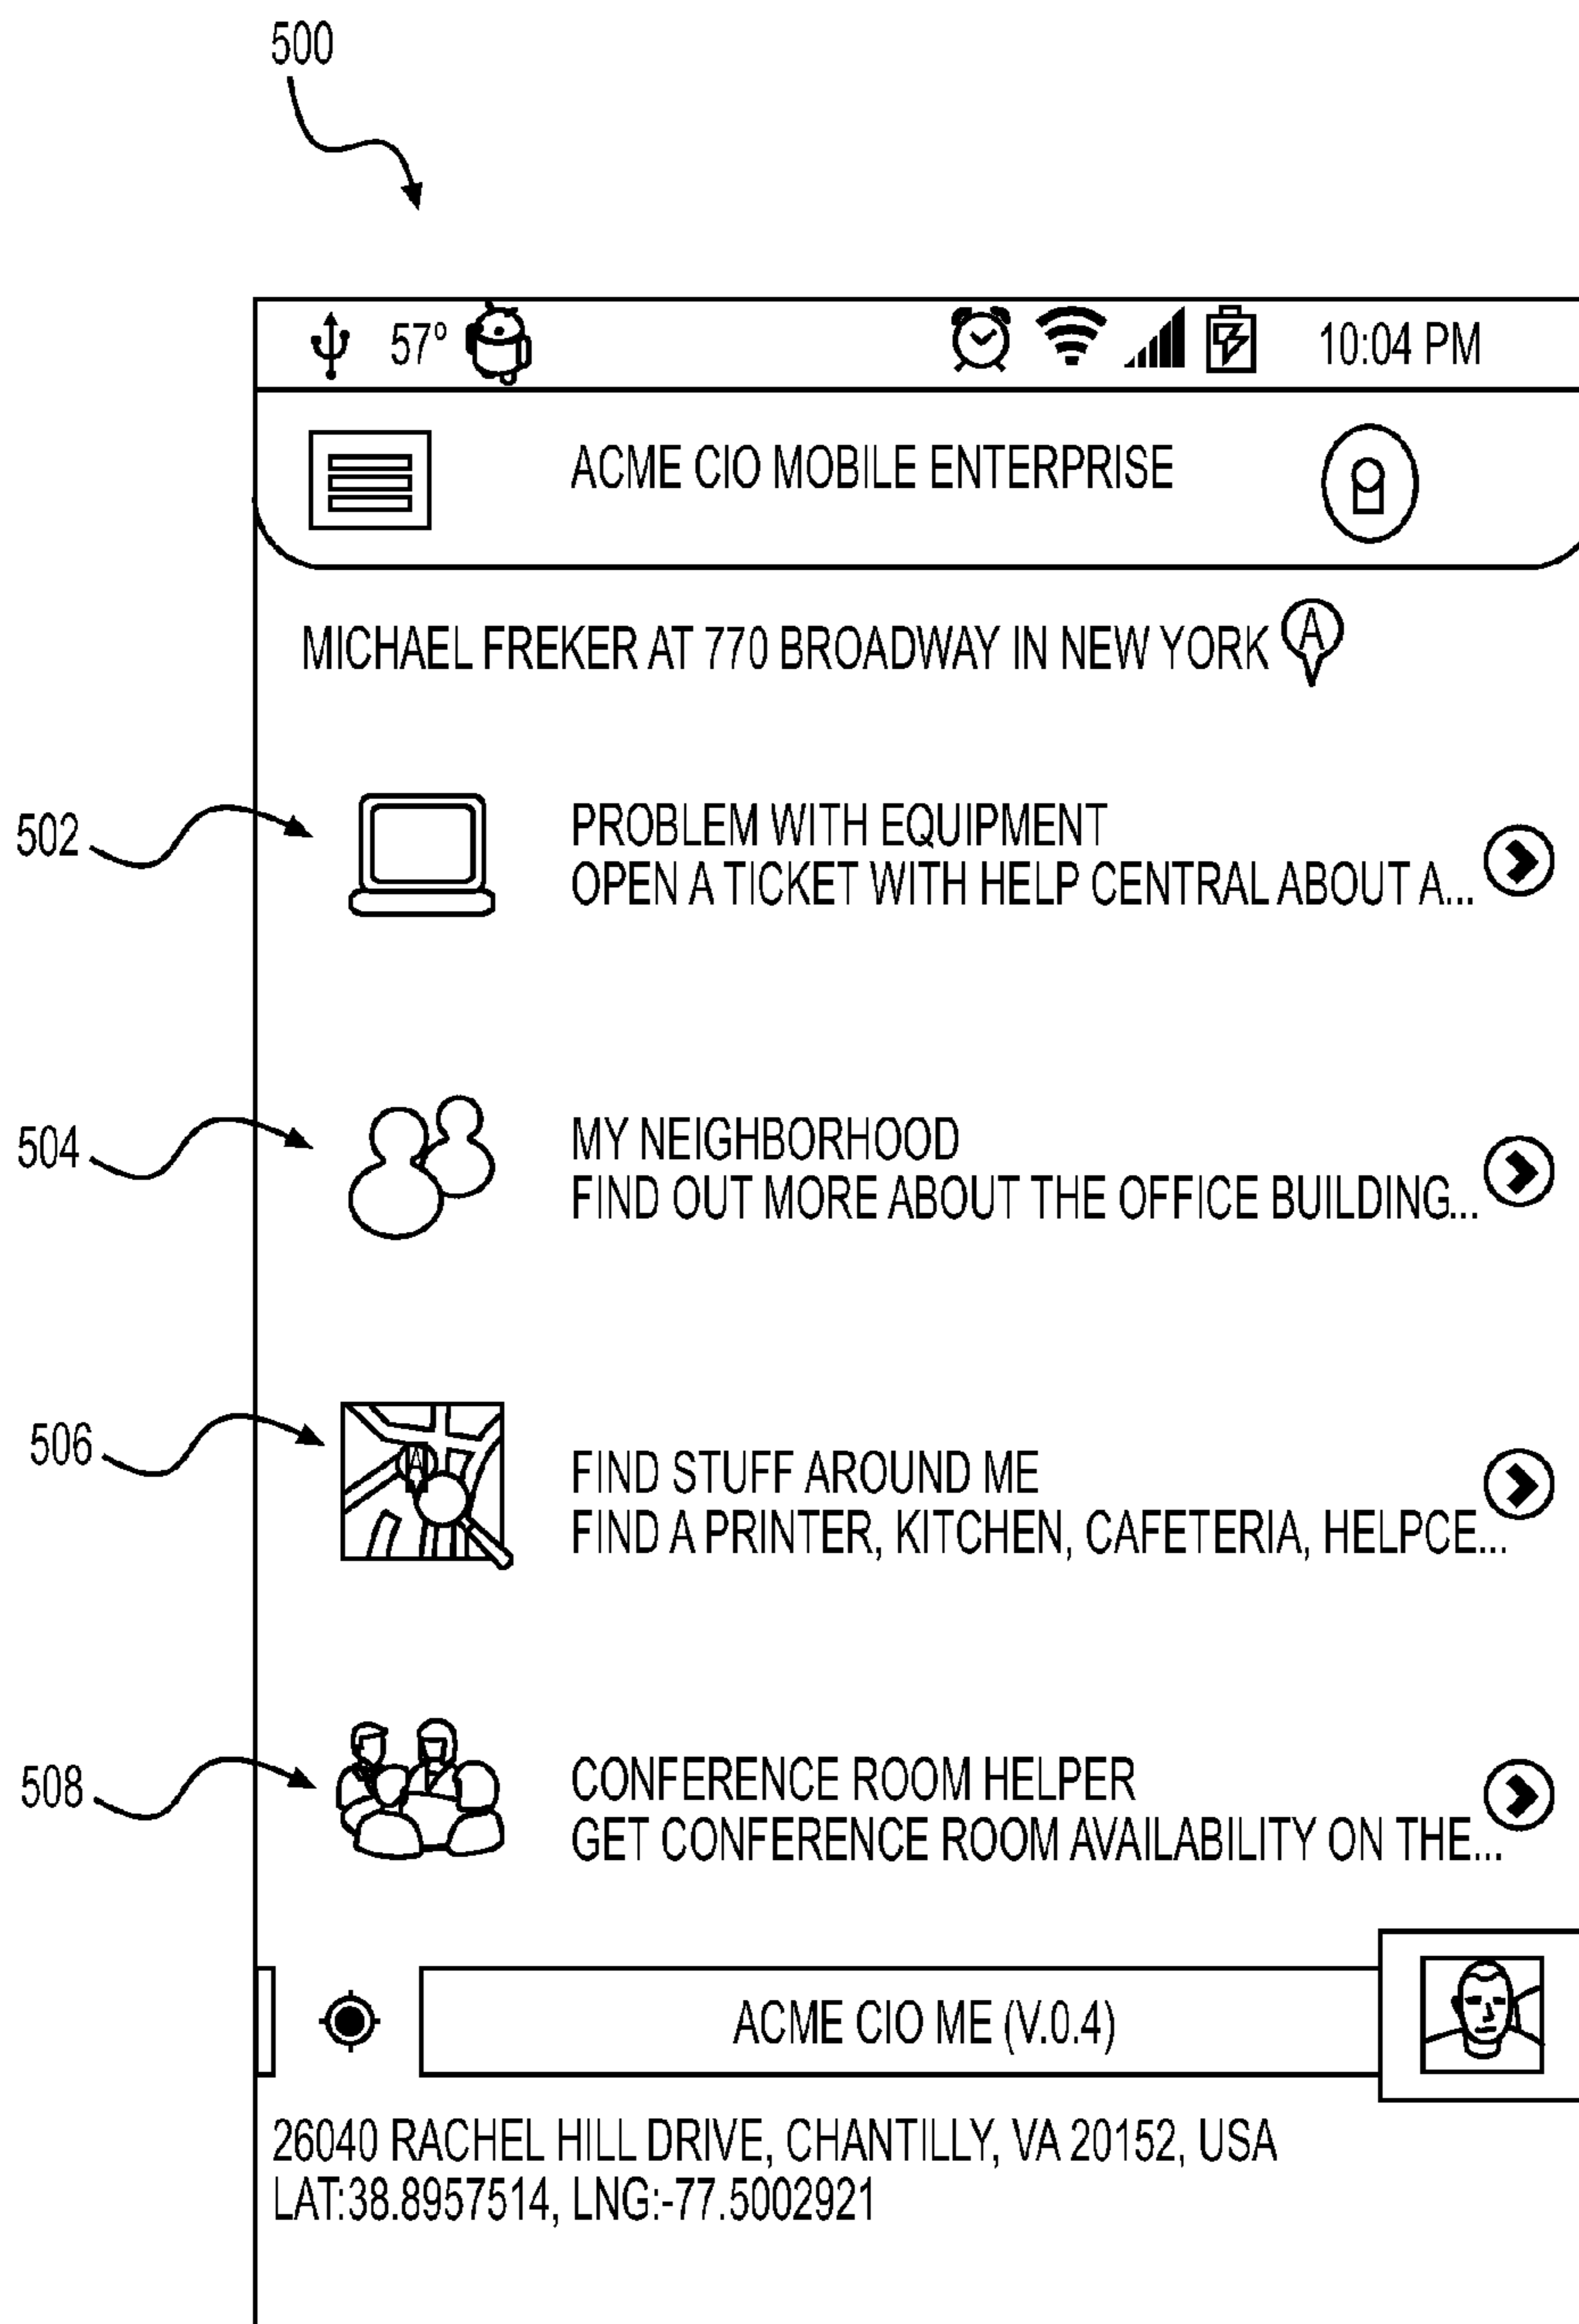 500
57° 10:04 PM
ACME CIO MOBILE ENTERPRISE
MICHAEL FREKER AT 770 BROADWAY IN NEW YORK A
502
PROBLEM WITH EQUIPMENT
OPEN A TICKET WITH HELP CENTRAL ABOUT A...
504
MY NEIGHBORHOOD
FIND OUT MORE ABOUT THE OFFICE BUILDING...
506
A
FIND STUFF AROUND ME
FIND A PRINTER, KITCHEN, CAFETERIA, HELPCE...
508
CONFERENCE ROOM HELPER
GET CONFERENCE ROOM AVAILABILITY ON THE...
ACME CIO ME (V.0.4)
26040 RACHEL HILL DRIVE, CHANTILLY, VA 20152, USA
LAT:38.8957514, LNG:-77.5002921